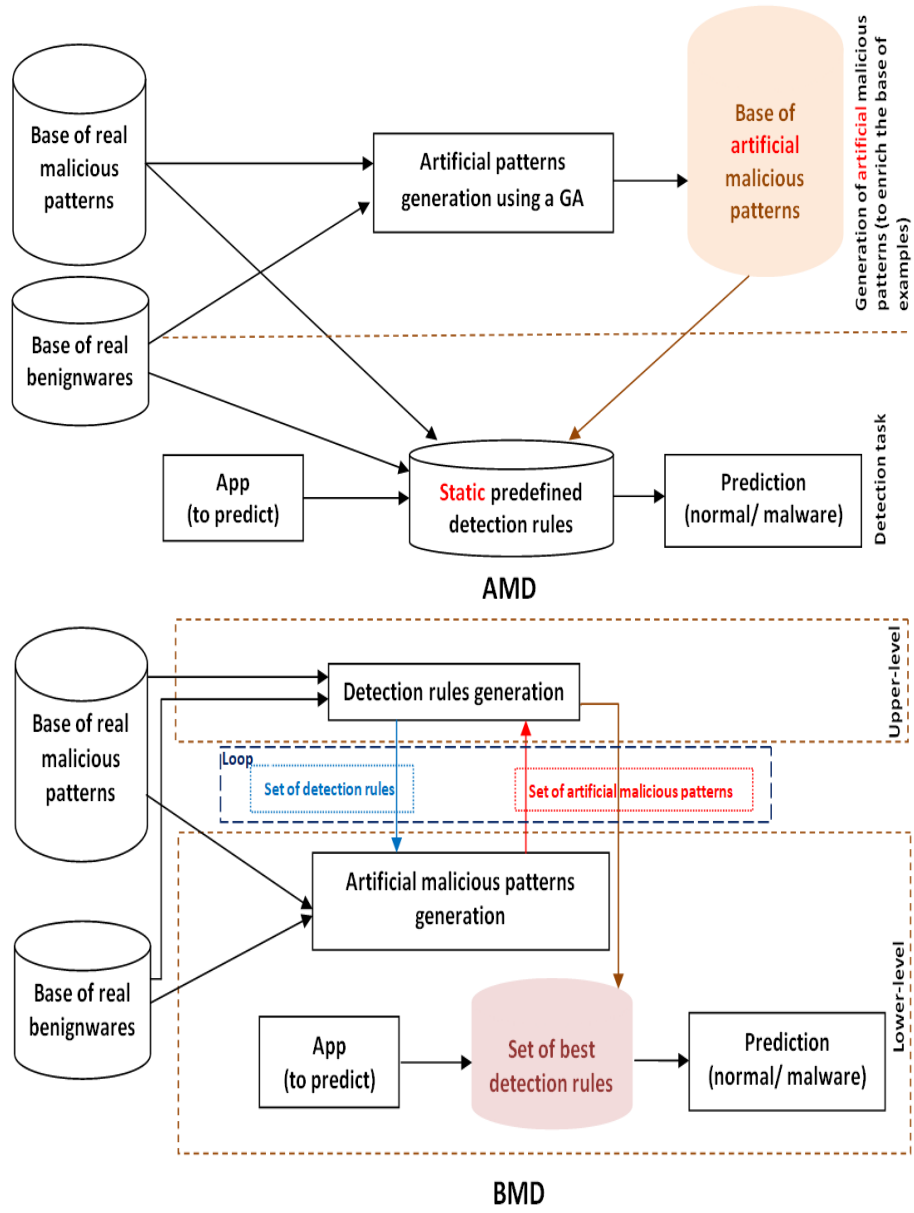 Base of real
malicious
patterns
Artificial patterns
generation using a GA
Base of
artificial
malicious
patterns
Generation of artificial malicious
patterns (to enrich the base of
examples)
Base of real
benignwares
App
(to predict)
Static predefined
detection rules
Prediction
(normal/ malware)
Detection task
AMD
Base of real
malicious
patterns
Detection rules generation
Upper-level
Loop
Set of detection rules
Set of artificial malicious patterns
Artificial malicious patterns
generation
Base of real
benignwares
App
(to predict)
Set of best
detection rules
Prediction
(normal/ malware)
Lower-level
BMD